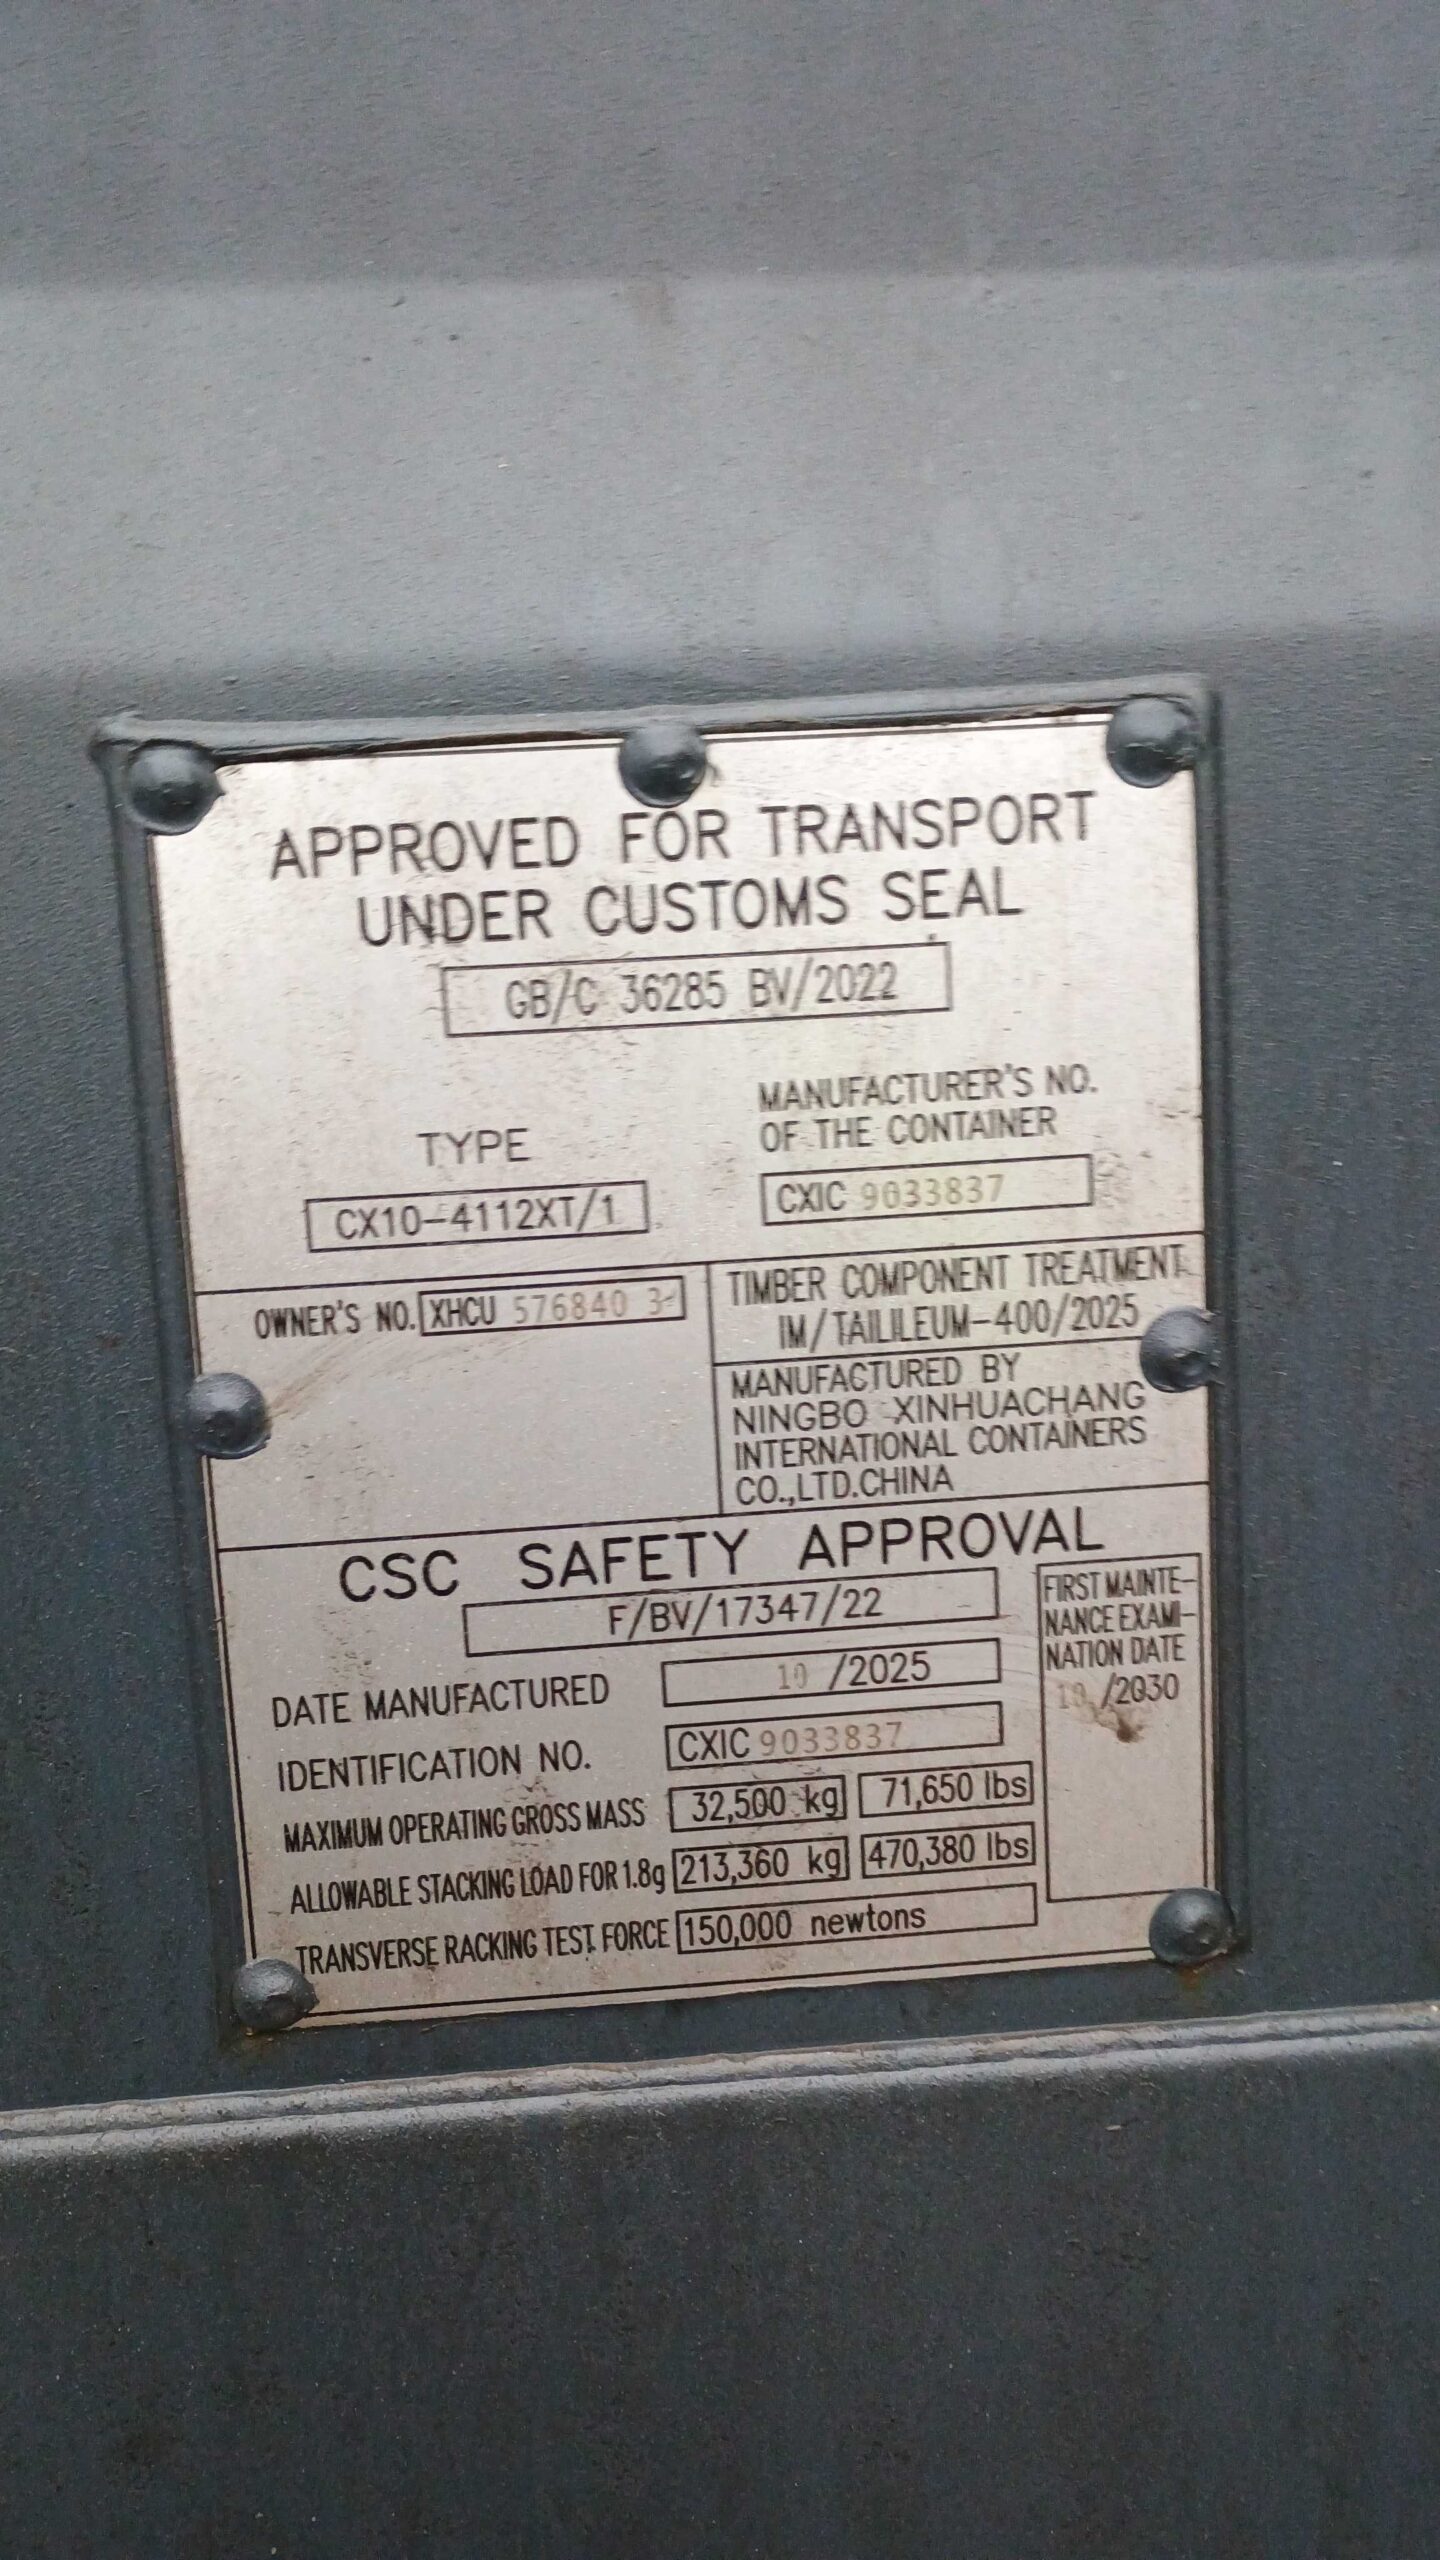 APPROVED FOR TRANSPORT
UNDER CUSTOMS SEAL
GB/C 36285 BV/2022
TYPE
CX10-4112XT/1
MANUFACTURER'S NO.
OF THE CONTAINER
CXIC 9033837
OWNER'S NO. XHCU 576840 3
TIMBER COMPONENT TREATMENT
IM/TAILILEUM-400/2025
MANUFACTURED BY
NINGBO XINHUACHANG
INTERNATIONAL CONTAINERS
CO.,LTD.CHINA
CSC SAFETY APPROVAL
F/BV/17347/22
DATE MANUFACTURED 10 /2025
IDENTIFICATION NO. CXIC 9033837
MAXIMUM OPERATING GROSS MASS 32,500 kg 71,650 lbs
ALLOWABLE STACKING LOAD FOR 1.8g 213,360 kg 470,380 lbs
TRANSVERSE RACKING TEST FORCE 150,000 newtons
FIRST MAINTE-
NANCE EXAMI-
NATION DATE
10 /2030